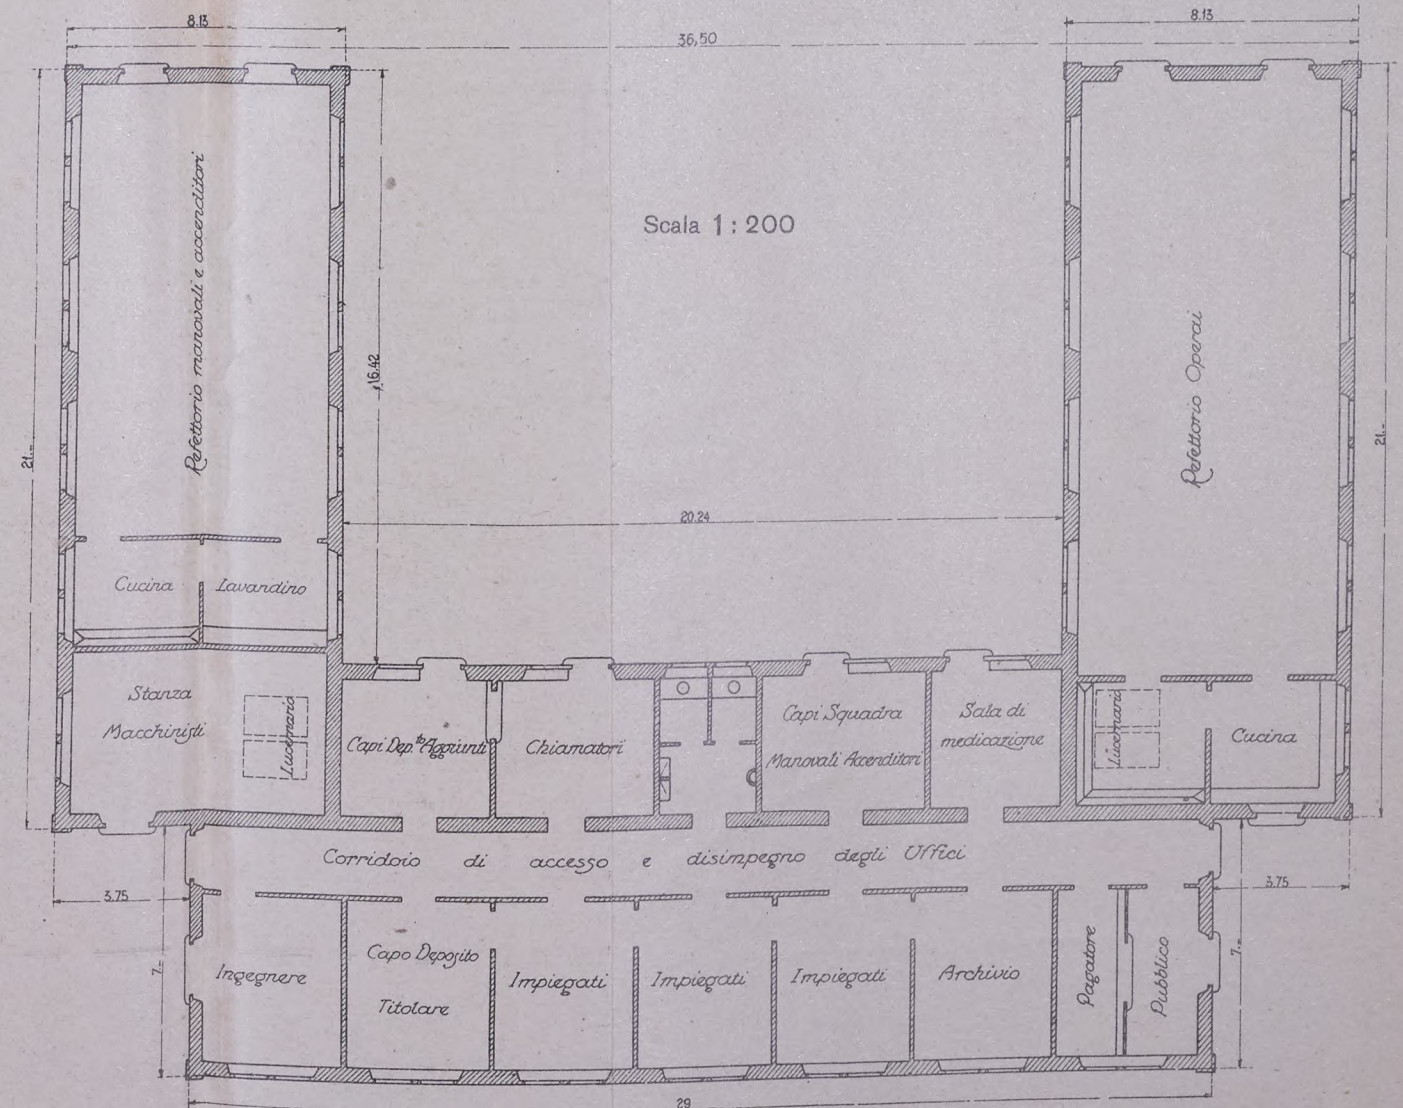 8.13
8.13
36,50
Scala 1 : 200
Refettorio manovali e accenditori
Refettorio Operai
16.42
21.-
21.-
20.24
Cucina
Lavandino
Stanza
Macchinisti
Lucernario
Capi Dep.to Aggiunti
Chiamatori
Capi Squadra
Manovali Accenditori
Sala di
medicazione
Lucernario
Cucina
Corridoio di accesso e disimpegno degli Uffici
3.75
3.75
7.-
7.-
Ingegnere
Capo Deposito
Titolare
Impiegati
Impiegati
Impiegati
Archivio
Pagatore
Pubblico
29